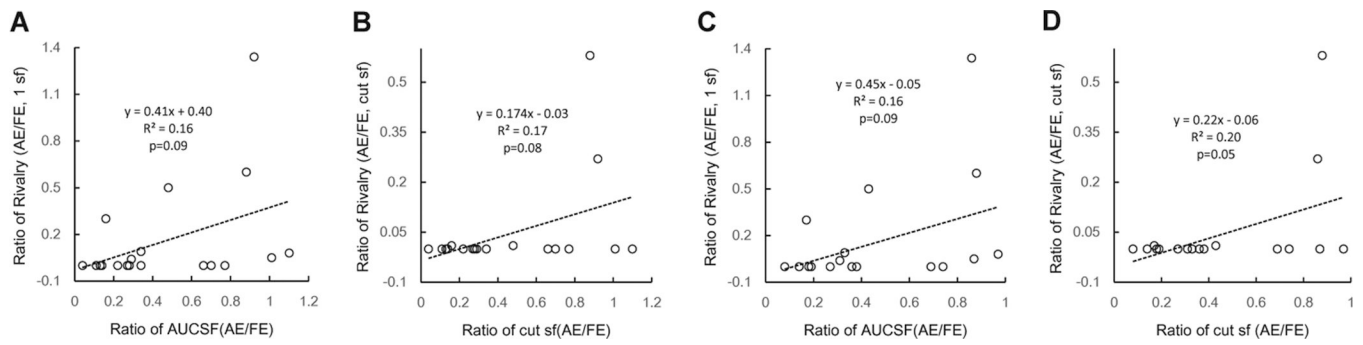 A
Ratio of Rivalry (AE/FE, 1 sf)
1.4
1.1
0.8
0.5
0.2
-0.1
y = 0.41x + 0.40
R² = 0.16
p=0.09
0 0.2 0.4 0.6 0.8 1 1.2
Ratio of AUCSF(AE/FE)
B
Ratio of Rivalry (AE/FE, cut sf)
0.5
0.35
0.2
0.05
-0.1
y = 0.174x - 0.03
R² = 0.17
p=0.08
0 0.2 0.4 0.6 0.8 1 1.2
Ratio of cut sf(AE/FE)
C
Ratio of Rivalry (AE/FE, 1 sf)
1.4
1.1
0.8
0.5
0.2
-0.1
y = 0.45x - 0.05
R² = 0.16
p=0.09
0 0.2 0.4 0.6 0.8 1
Ratio of AUCSF(AE/FE)
D
Ratio of Rivalry (AE/FE, cut sf)
0.5
0.35
0.2
0.05
-0.1
y = 0.22x - 0.06
R² = 0.20
p=0.05
0 0.2 0.4 0.6 0.8 1
Ratio of cut sf (AE/FE)